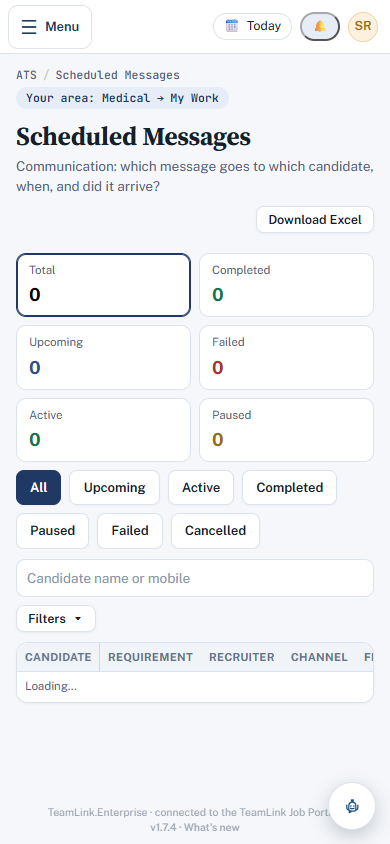 Menu
Today
SR
ATS / Scheduled Messages
Your area: Medical → My Work
Scheduled Messages
Communication: which message goes to which candidate,
when, and did it arrive?
Download Excel
Total
0
Completed
0
Upcoming
0
Failed
0
Active
0
Paused
0
All
Upcoming
Active
Completed
Paused
Failed
Cancelled
Candidate name or mobile
Filters
CANDIDATE REQUIREMENT RECRUITER CHANNEL
Loading...
TeamLink.Enterprise · connected to the TeamLink Job
v1.7.4 · What's new